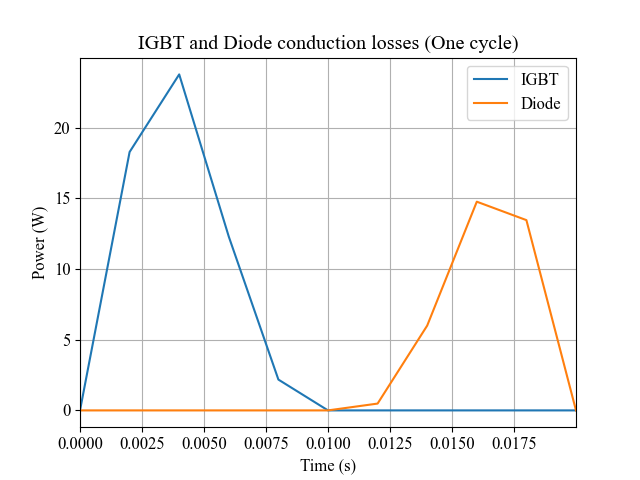 IGBT and Diode conduction losses (One cycle)
IGBT
Diode
Power (W)
20
15
10
5
0
0.0000 0.0025 0.0050 0.0075 0.0100 0.0125 0.0150 0.0175
Time (s)